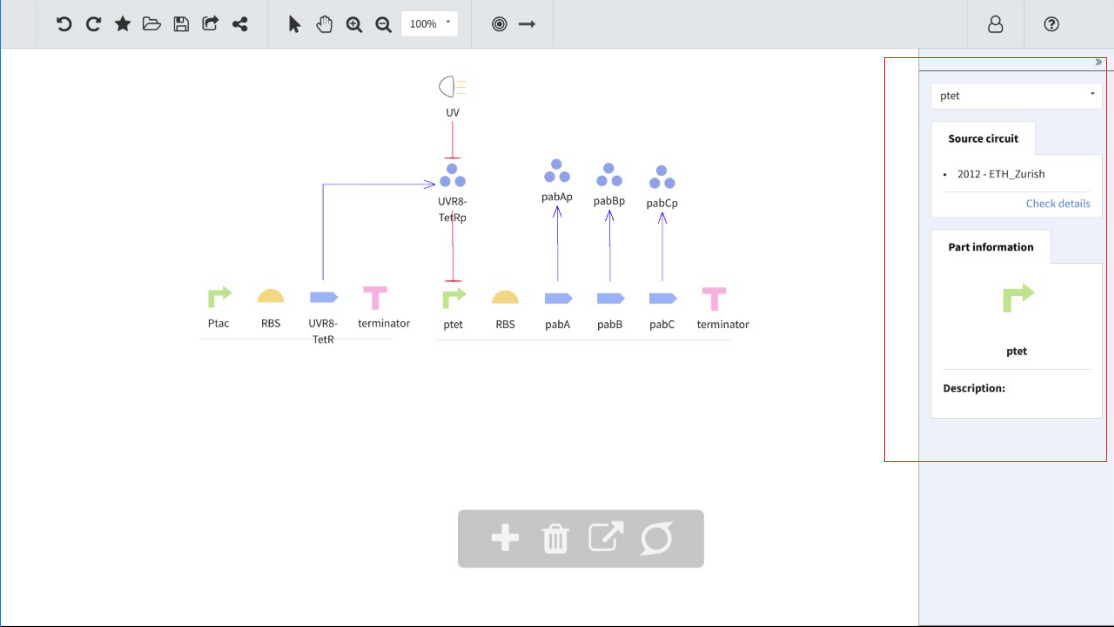 100%
»
ptet
Source circuit
• 2012 - ETH_Zurish
Check details
Part information
ptet
Description:
UV
UVR8-
TetRp
pabAp
pabBp
pabCp
Ptac
RBS
UVR8-
TetR
terminator
ptet
RBS
pabA
pabB
pabC
terminator